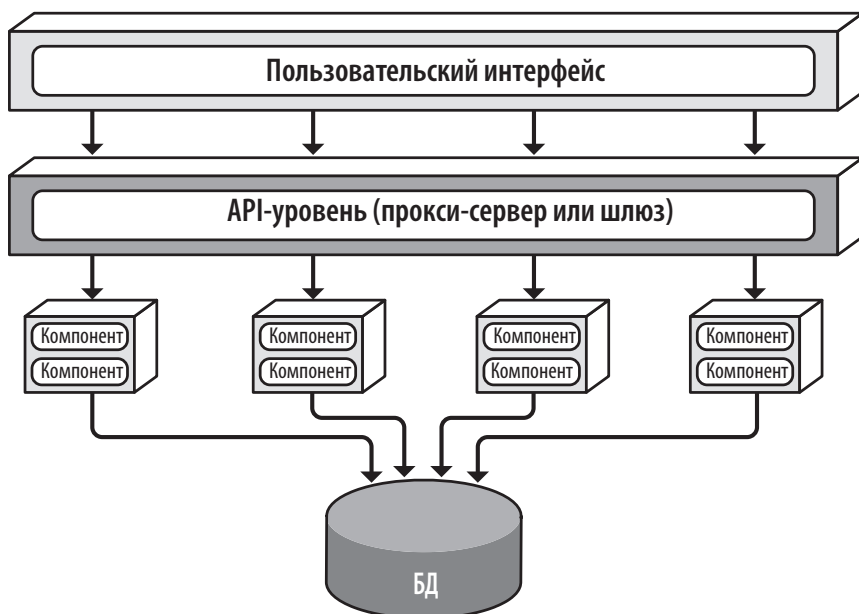 Пользовательский интерфейс
API-уровень (прокси-сервер или шлюз)
Компонент
Компонент
Компонент
Компонент
Компонент
Компонент
Компонент
Компонент
БД